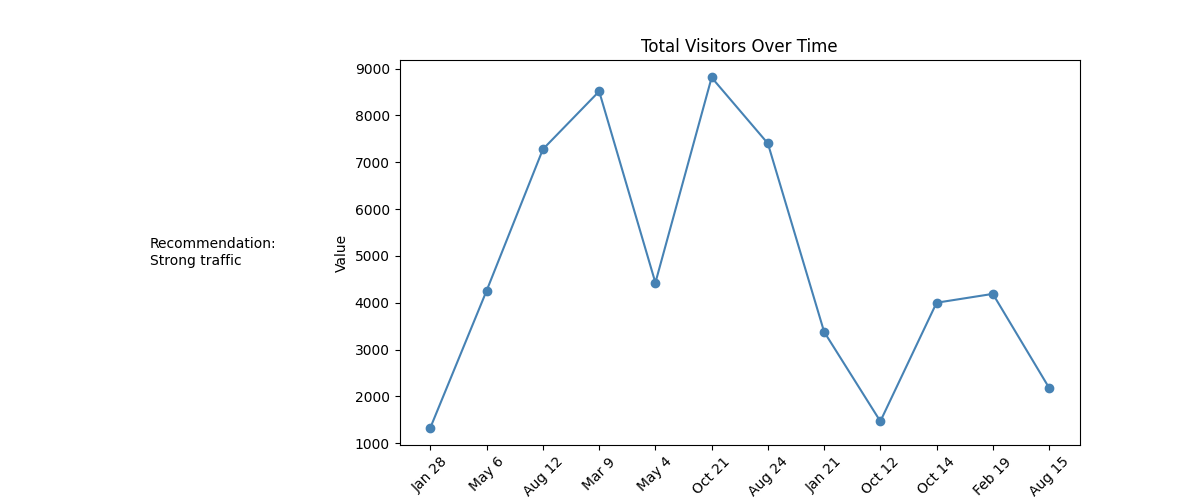 Total Visitors Over Time
Recommendation:
Strong traffic
Value
9000
8000
7000
6000
5000
4000
3000
2000
1000
Jan 28
May 6
Aug 12
Mar 9
May 4
Oct 21
Aug 24
Jan 21
Oct 12
Oct 14
Feb 19
Aug 15